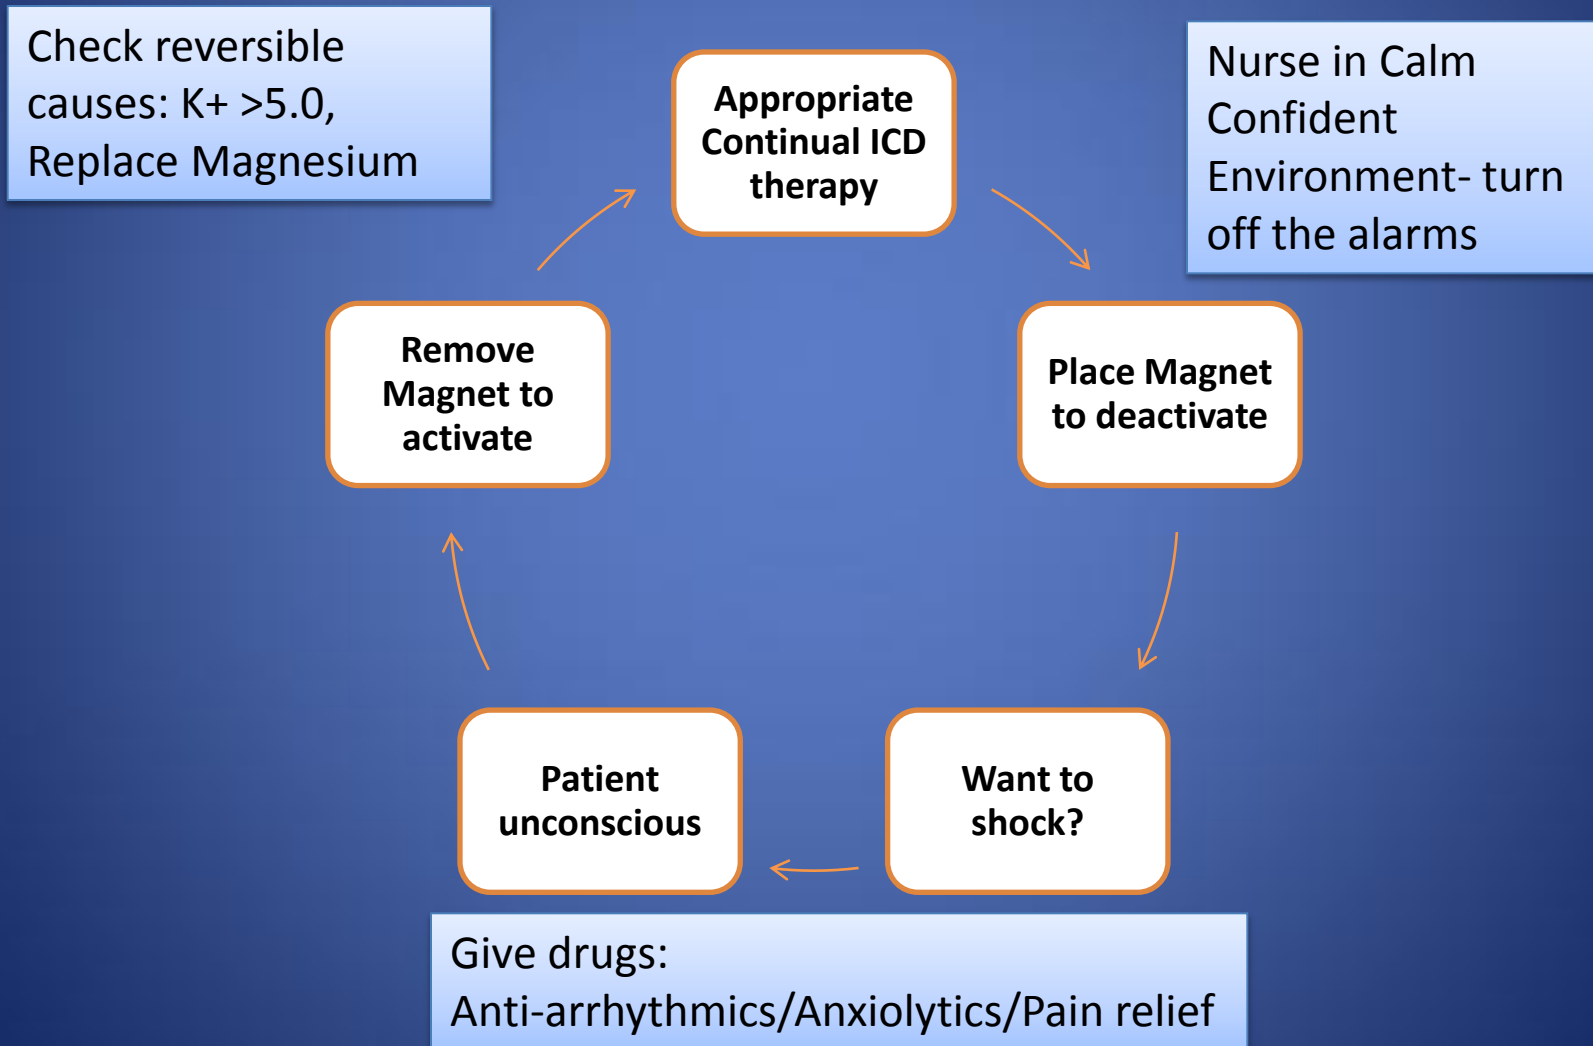 Check reversible
causes: K+ >5.0,
Replace Magnesium
Appropriate
Continual ICD
therapy
Nurse in Calm
Confident
Environment- turn
off the alarms
Remove
Magnet to
activate
Place Magnet
to deactivate
Patient
unconscious
Want to
shock?
Give drugs:
Anti-arrhythmics/Anxiolytics/Pain relief